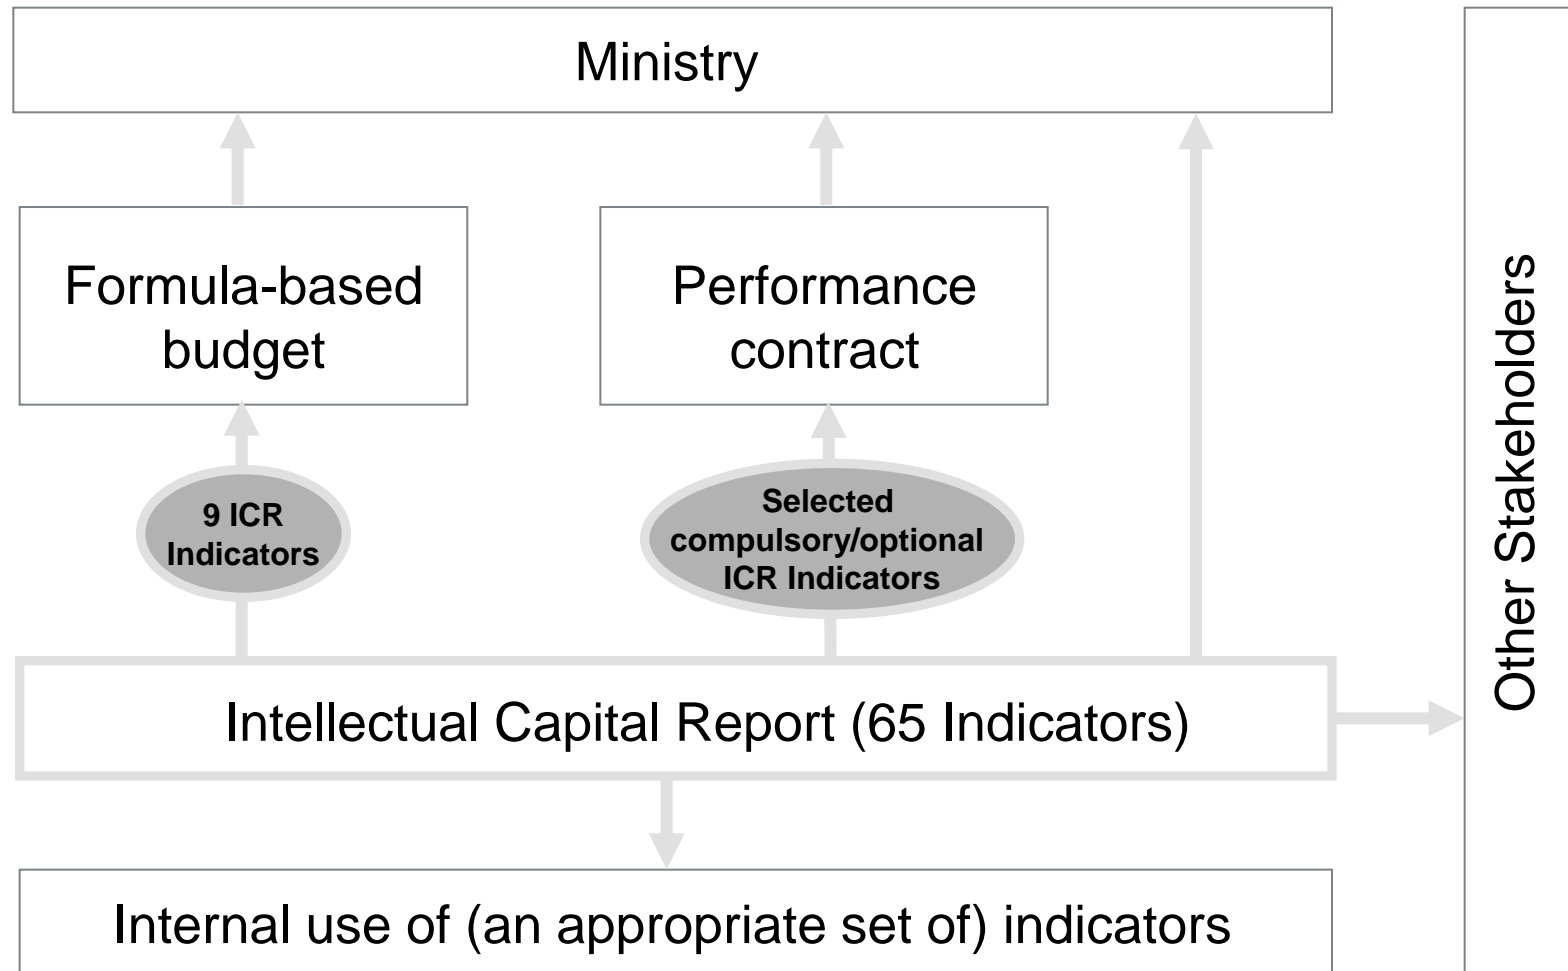 Ministry
Formula-based
budget
Performance
contract
9 ICR
Indicators
Selected
compulsory/optional
ICR Indicators
Intellectual Capital Report (65 Indicators)
Internal use of (an appropriate set of) indicators
Other Stakeholders